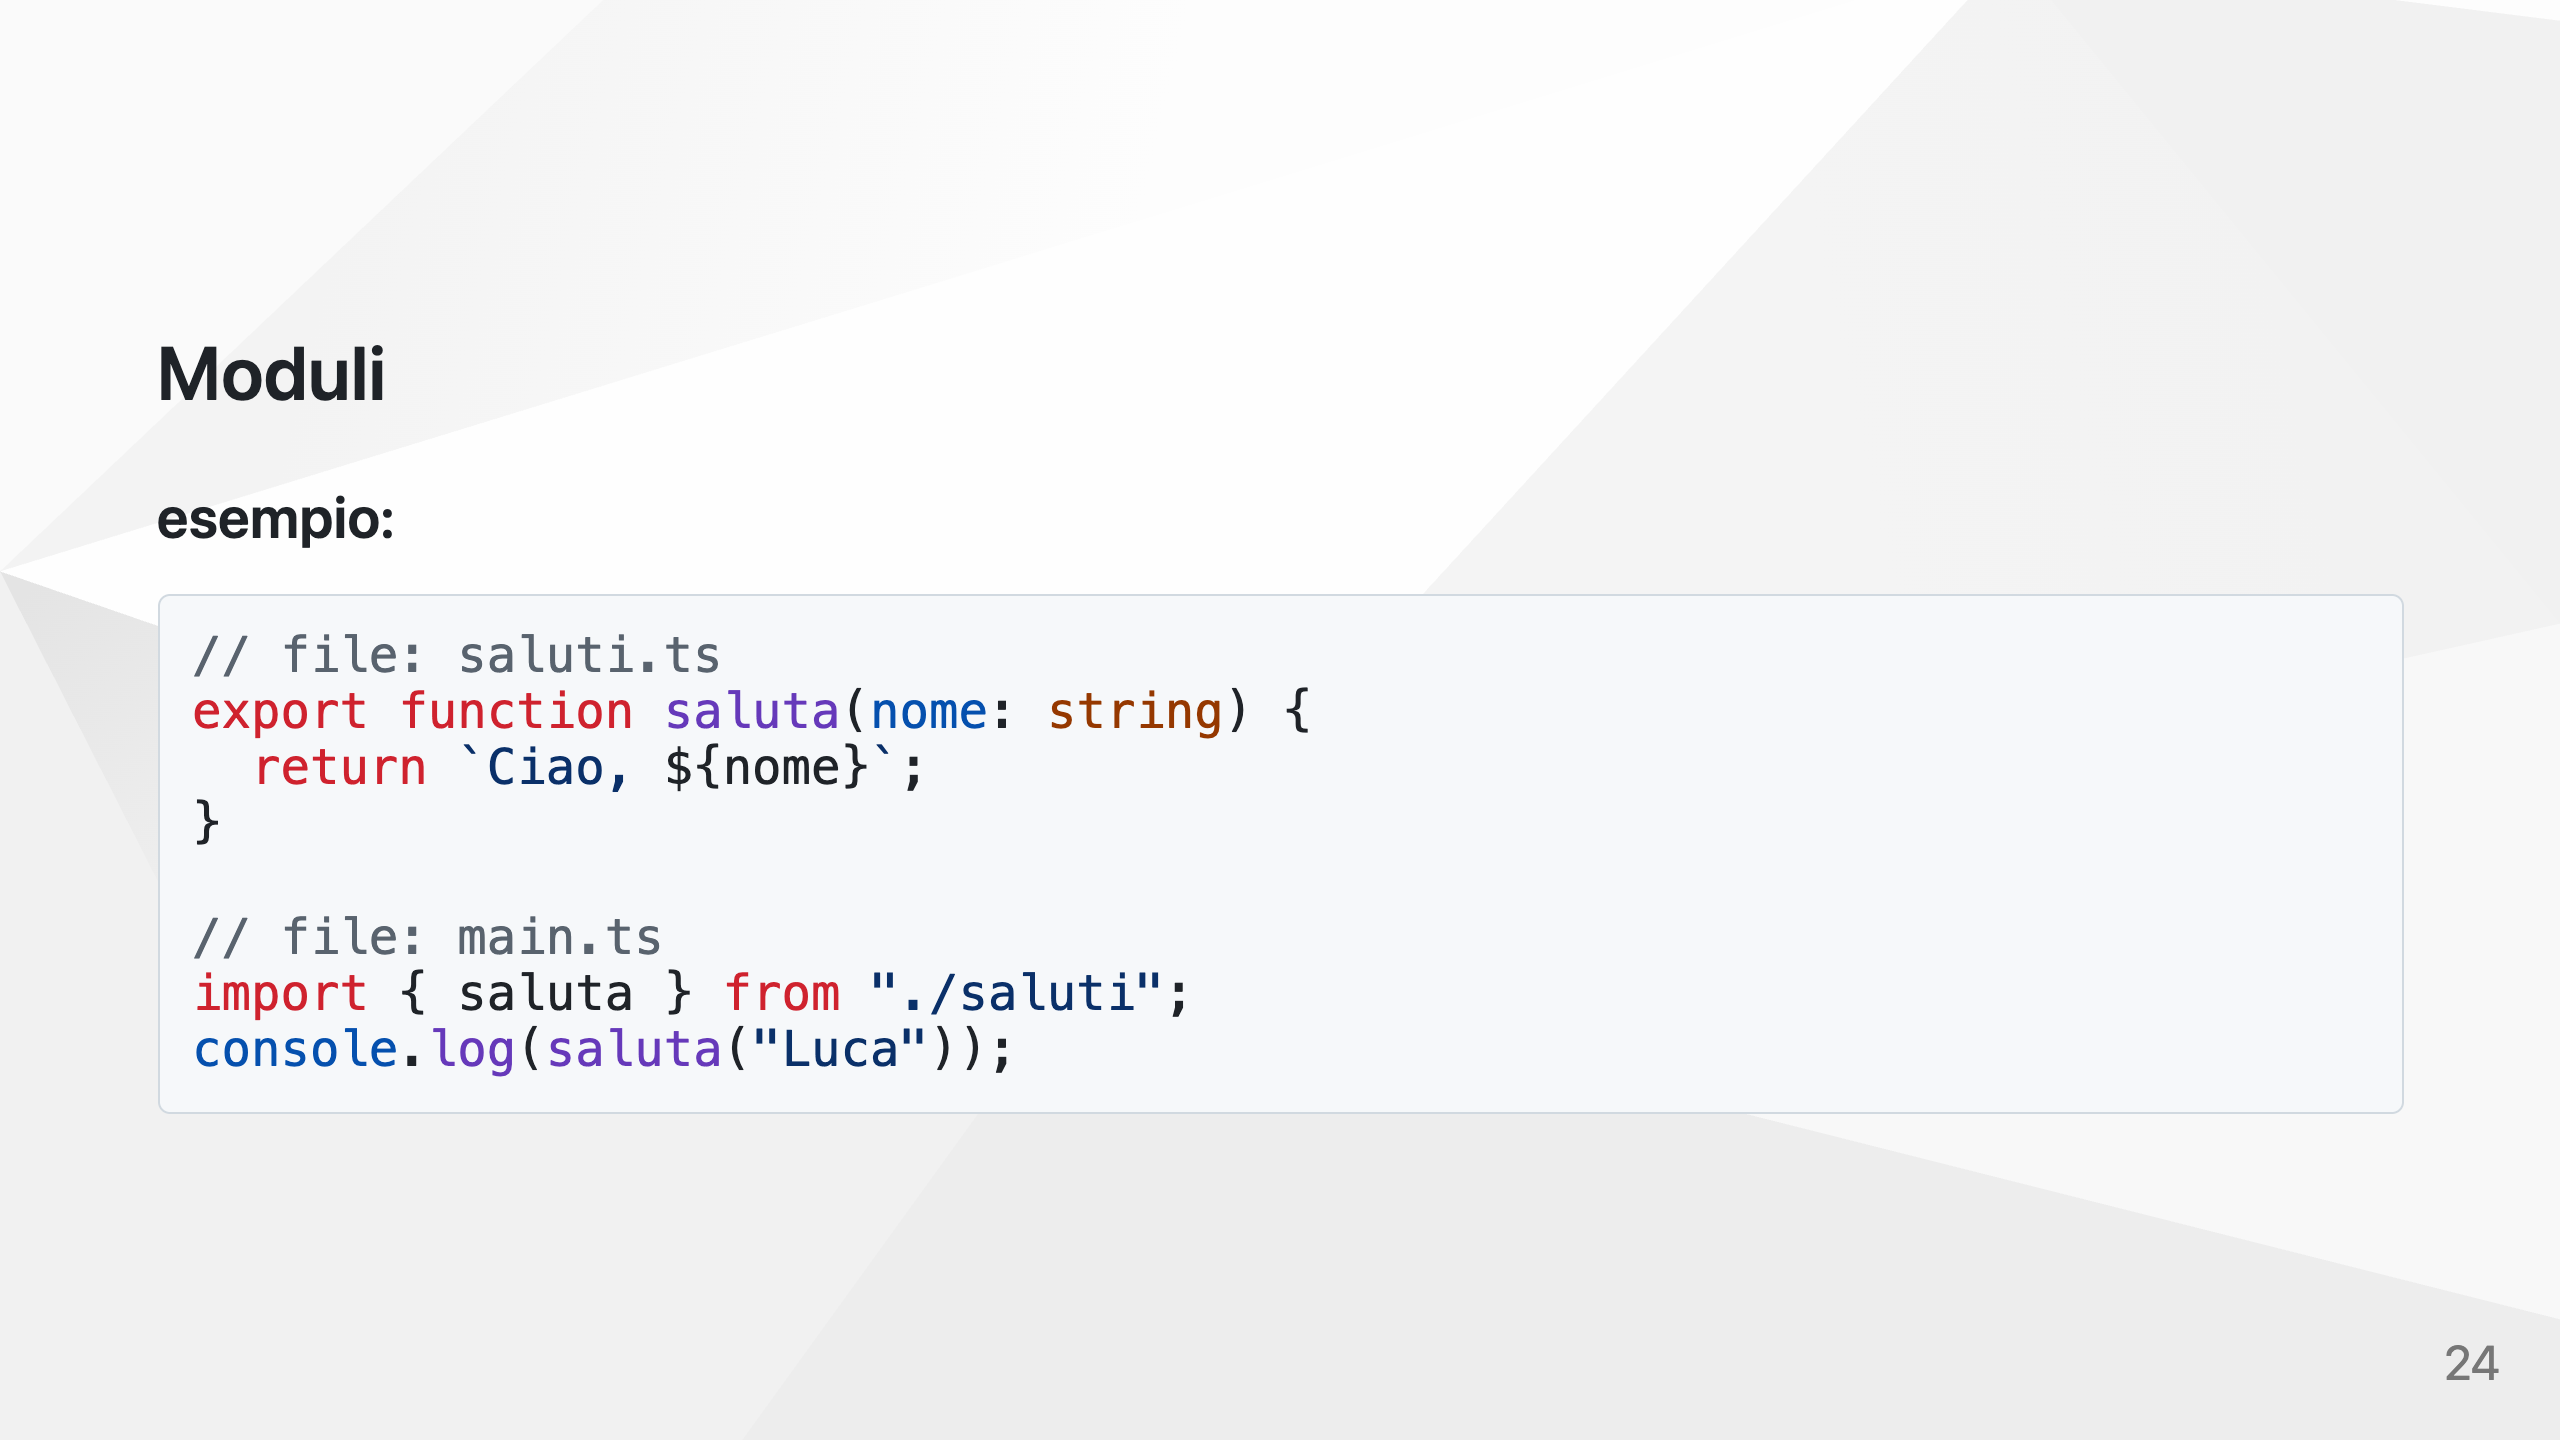 Moduli
esempio:
// file: saluti.ts
export function saluta(nome: string) {
  return `Ciao, ${nome}`;
}
// file: main.ts
import { saluta } from "./saluti";
console.log(saluta("Luca"));
24